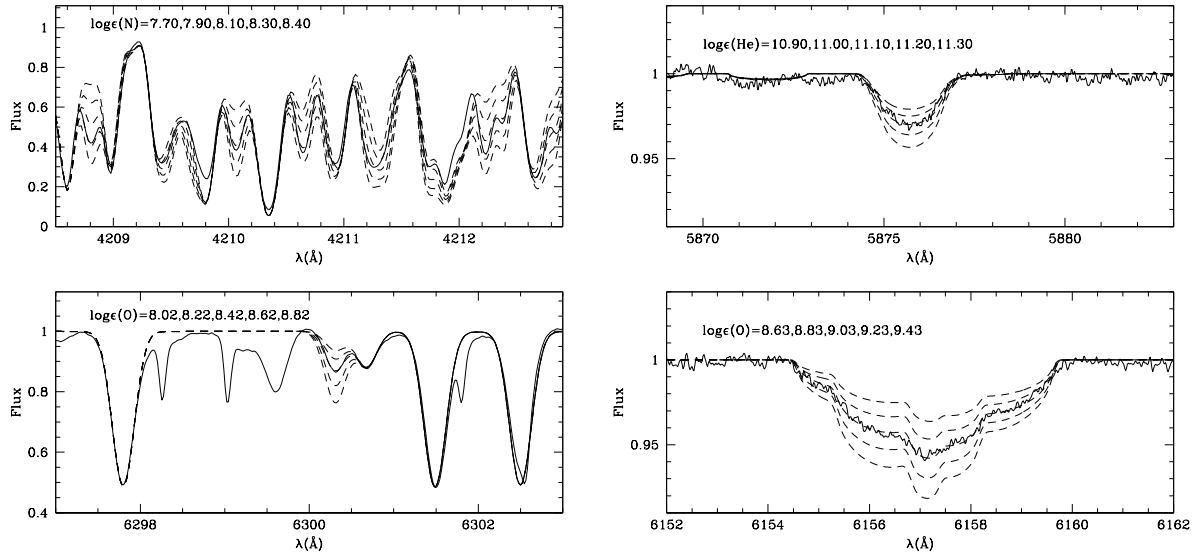 logε(N)=7.70,7.90,8.10,8.30,8.40
Flux
1
0.8
0.6
0.4
0.2
0
4209
4210
4211
4212
λ(Å)
logε(He)=10.90,11.00,11.10,11.20,11.30
Flux
1
0.95
5870
5875
5880
λ(Å)
logε(O)=8.02,8.22,8.42,8.62,8.82
Flux
1
0.8
0.6
0.4
6298
6300
6302
λ(Å)
logε(O)=8.63,8.83,9.03,9.23,9.43
Flux
1
0.95
6152
6154
6156
6158
6160
6162
λ(Å)